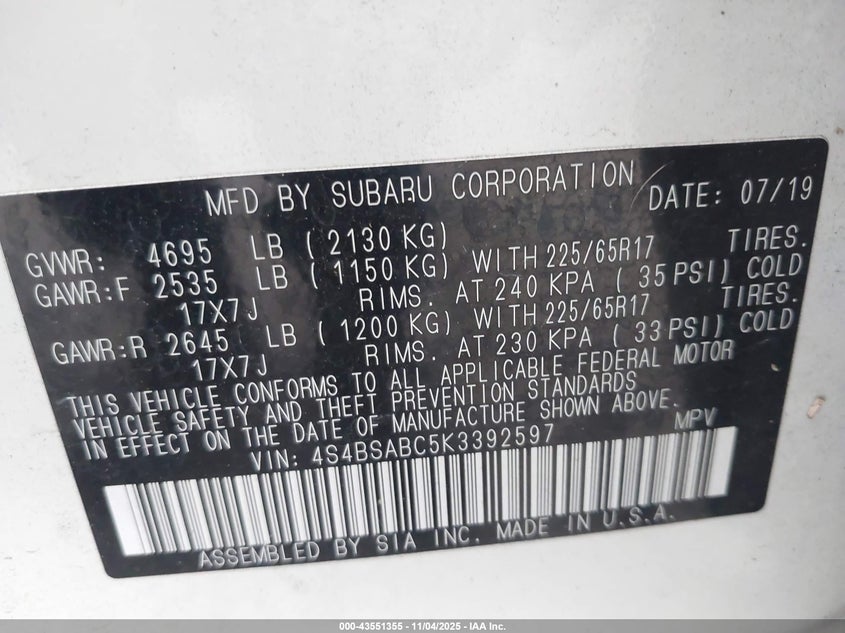 MFD BY SUBARU CORPORATION DATE: 07/19
GVWR: 4695 LB ( 2130 KG)
GAWR:F 2535 LB ( 1150 KG) WITH 225/65R17 TIRES.
17X7J RIMS. AT 240 KPA ( 35 PSI) COLD
GAWR:R 2645 LB ( 1200 KG) WITH 225/65R17 TIRES.
17X7J RIMS. AT 230 KPA ( 33 PSI) COLD
THIS VEHICLE CONFORMS TO ALL APPLICABLE FEDERAL MOTOR
VEHICLE SAFETY AND THEFT PREVENTION STANDARDS
IN EFFECT ON THE DATE OF MANUFACTURE SHOWN ABOVE.
VIN: 4S4BSABC5K3392597 MPV
ASSEMBLED BY SIA INC. MADE IN U.S.A.
000-43551355 - 11/04/2025 - IAA Inc.